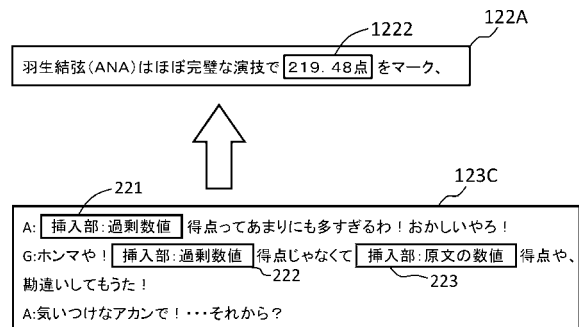 122A
1222
羽生結弦(ANA)はほぼ完璧な演技で 219.48点 をマーク、
123C
221
A: 挿入部:過剰数値 得点ってあまりにも多すぎるわ!おかしいやろ!
G:ホンマや! 挿入部:過剰数値 得点じゃなくて 挿入部:原文の数値 得点や、
222
223
勘違いしてもうた!
A:気いつけなアカンで!・・・それから?